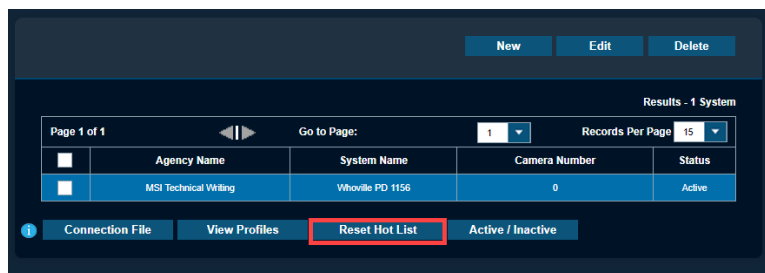 New Edit Delete
Results - 1 System
Page 1 of 1 Go to Page: 1 Records Per Page 15
Agency Name System Name Camera Number Status
MSI Technical Writing Whoville PD 1156 0 Active
i Connection File View Profiles Reset Hot List Active / Inactive